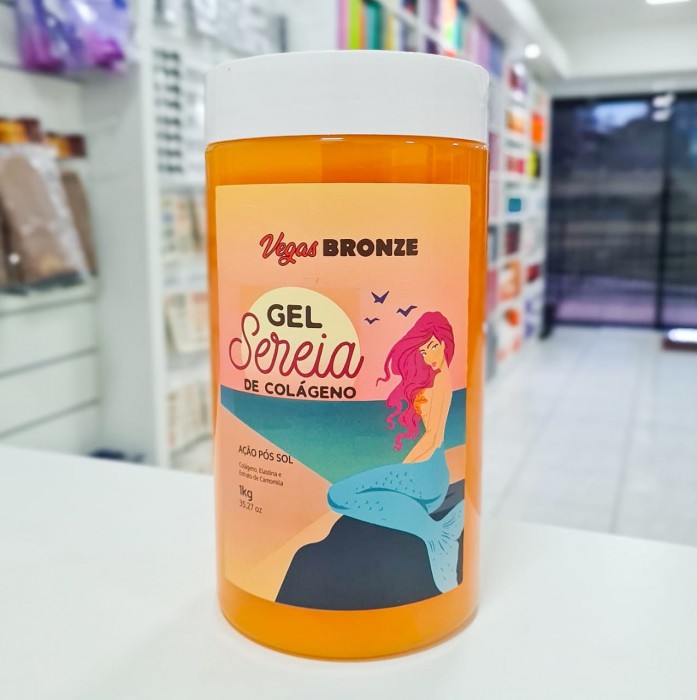 Vegas BRONZE
GEL
Sereia
DE COLÁGENO
AÇÃO PÓS SOL
Colágeno, Elastina e
Extrato de Camomila
1kg
35.27 oz